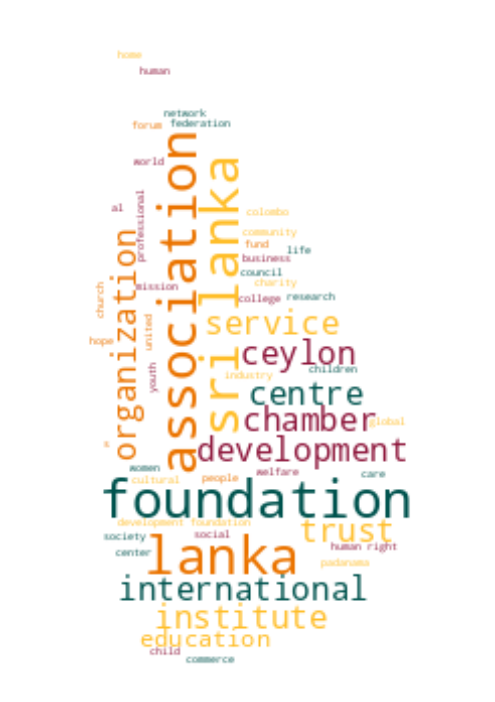 home
human
network
forum
federation
association
world
sri lanka
professional
al
colombo
organization
community
fund
life
business
council
charity
mission
church
college
research
service
united
hope
ceylon
youth
industry
children
centre
chamber
global
development
women
welfare
care
cultural
people
foundation
development foundation
trust
society
social
lanka
human right
center
padanama
international
institute
education
child
commerce